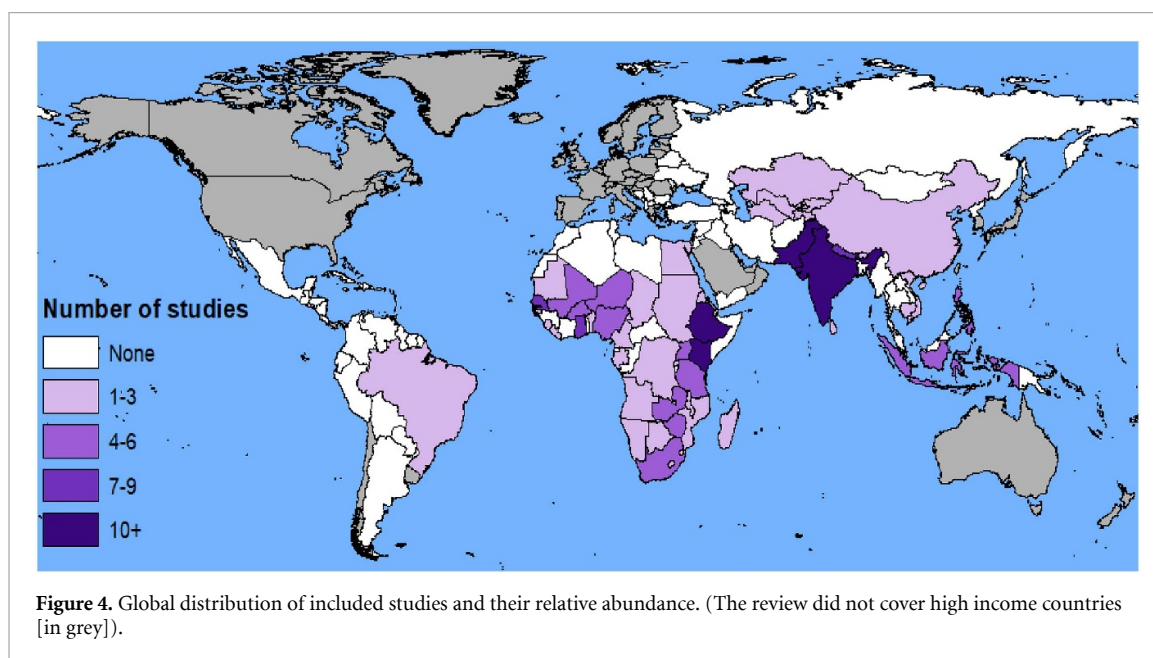 Number of studies
None
1-3
4-6
7-9
10+
Figure 4. Global distribution of included studies and their relative abundance. (The review did not cover high income countries
[in grey]).